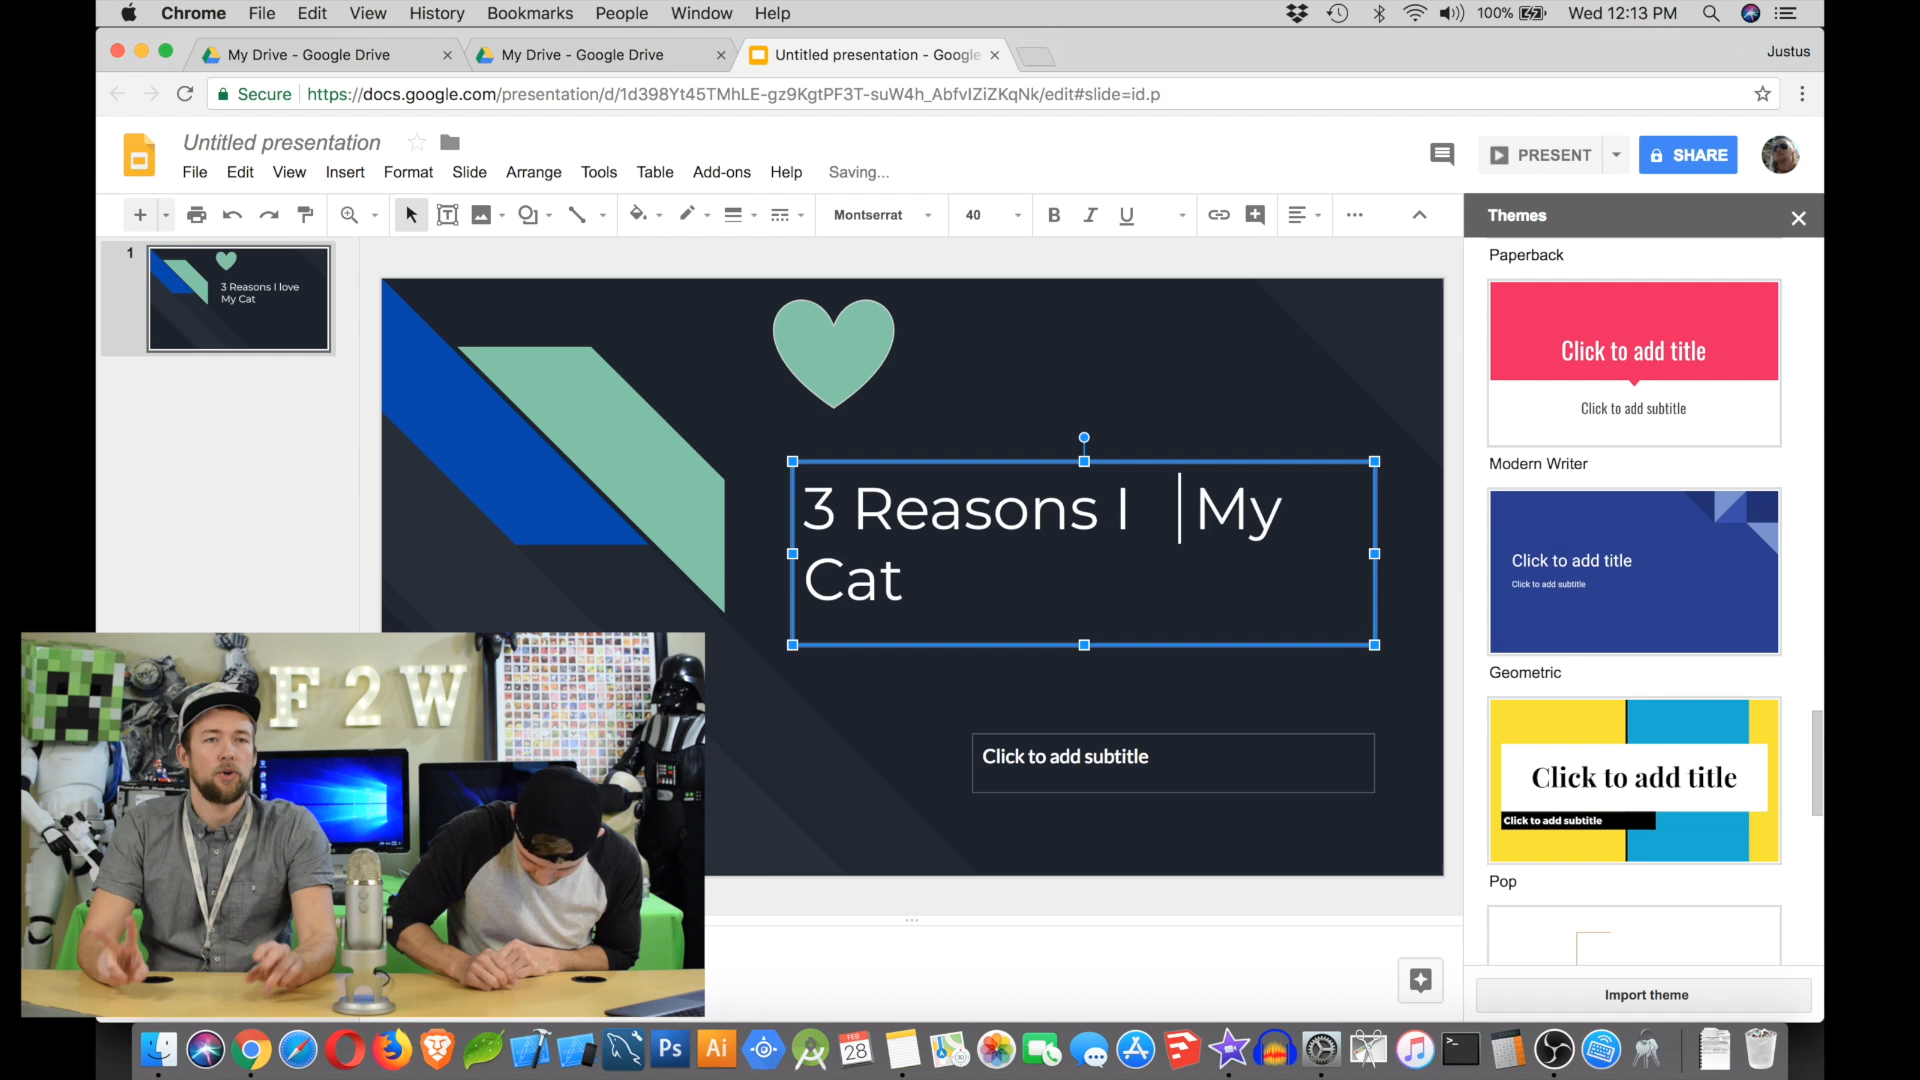 Chrome File Edit View History Bookmarks People Window Help 100% Wed 12:13 PM
My Drive - Google Drive My Drive - Google Drive Untitled presentation - Google Justus
Secure https://docs.google.com/presentation/d/1d398Yt45TMhLE-gz9KgtPF3T-suW4h_AbfvIZiZKqNk/edit#slide=id.p
Untitled presentation
PRESENT SHARE
File Edit View Insert Format Slide Arrange Tools Table Add-ons Help Saving...
Montserrat 40 B I U
Themes
1
3 Reasons I love
My Cat
3 Reasons I My
Cat
Click to add subtitle
Paperback
Click to add title
Click to add subtitle
Modern Writer
Click to add title
Click to add subtitle
Geometric
Click to add title
Click to add subtitle
Pop
Import theme
F2W
Ps Ai FEB 28